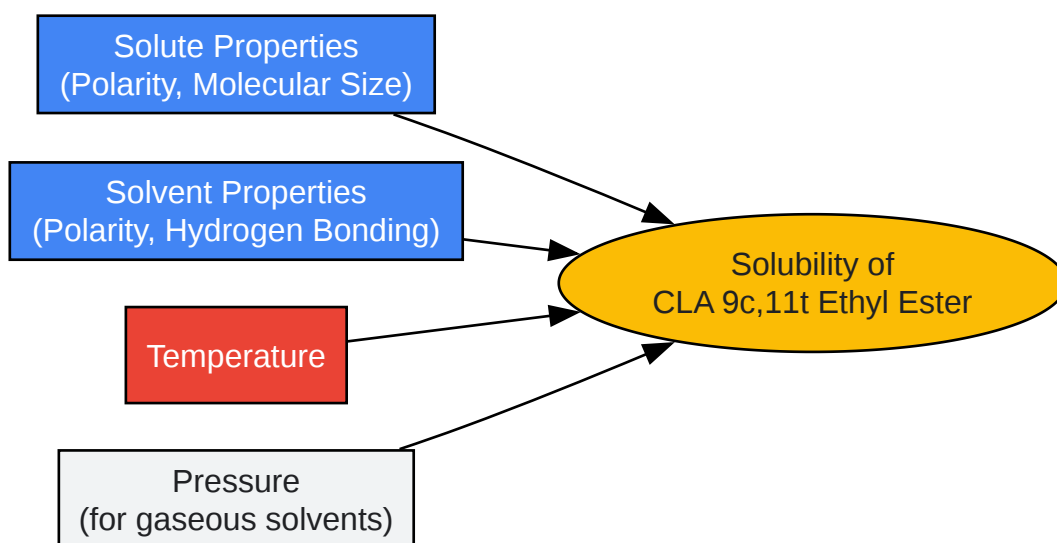 Solute Properties
(Polarity, Molecular Size)
Solvent Properties
(Polarity, Hydrogen Bonding)
Temperature
Pressure
(for gaseous solvents)
Solubility of
CLA 9c,11t Ethyl Ester